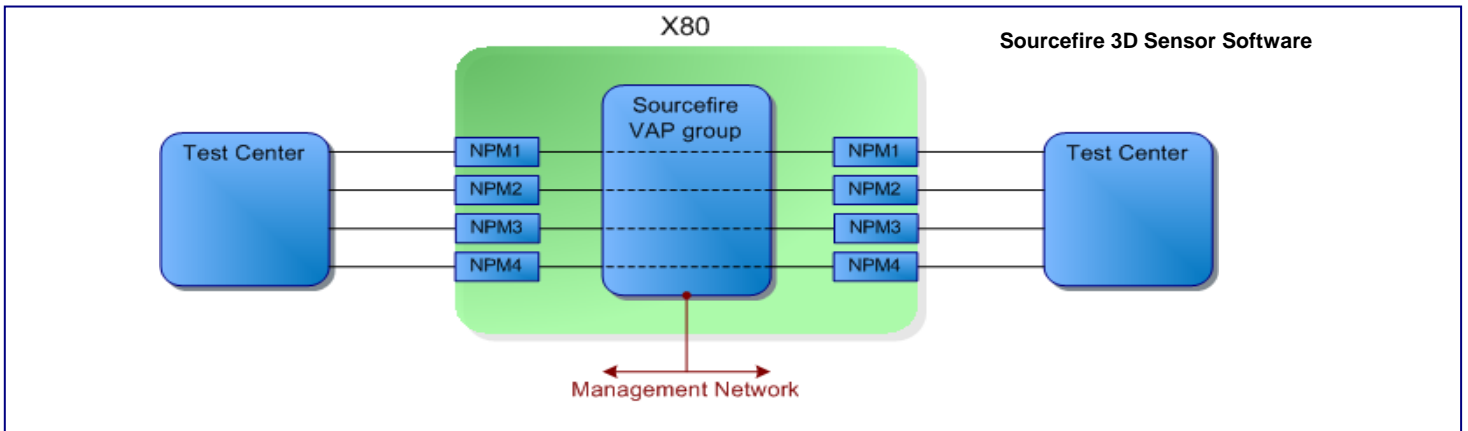 X80
Sourcefire 3D Sensor Software
Sourcefire
VAP group
Test Center
NPM1
NPM1
Test Center
NPM2
NPM2
NPM3
NPM3
NPM4
NPM4
Management Network